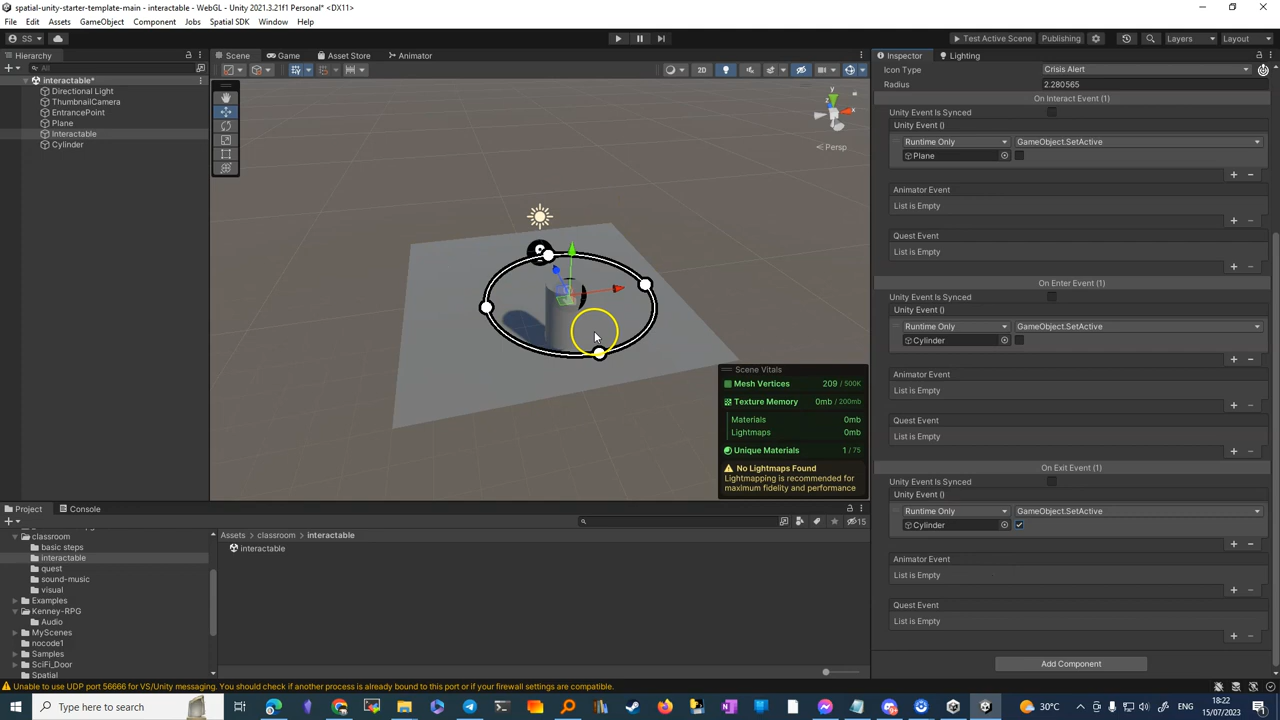 spatial-unity-starter-template-main - interactable - WebGL - Unity 2021.3.21f1 Personal* <DX11>
File Edit Assets GameObject Component Jobs Spatial SDK Window Help
SS Test Active Scene Publishing Layers Layout
Hierarchy
All
interactable*
Directional Light
ThumbnailCamera
EntrancePoint
Plane
Interactable
Cylinder
Scene Game Asset Store Animator
2D
y
x
Persp
Scene Vitals
Mesh Vertices 209 / 500K
Texture Memory 0mb / 200mb
Materials 0mb
Lightmaps 0mb
Unique Materials 1 / 75
No Lightmaps Found
Lightmapping is recommended for
maximum fidelity and performance
Inspector Lighting
Icon Type Crisis Alert
Radius 2.280565
On Interact Event (1)
Unity Event Is Synced
Unity Event ()
Runtime Only GameObject.SetActive
Plane
Animator Event
List is Empty
Quest Event
List is Empty
On Enter Event (1)
Unity Event Is Synced
Unity Event ()
Runtime Only GameObject.SetActive
Cylinder
Animator Event
List is Empty
Quest Event
List is Empty
On Exit Event (1)
Unity Event Is Synced
Unity Event ()
Runtime Only GameObject.SetActive
Cylinder
Animator Event
List is Empty
Quest Event
List is Empty
Add Component
Project Console
15
classroom
basic steps
interactable
quest
sound-music
visual
Examples
Kenney-RPG
Audio
MyScenes
nocode1
Samples
SciFi_Door
Spatial
Assets classroom interactable
interactable
Unable to use UDP port 56666 for VS/Unity messaging. You should check if another process is already bound to this port or if your firewall settings are compatible.
Type here to search
30°C
ENG
18:22
15/07/2023